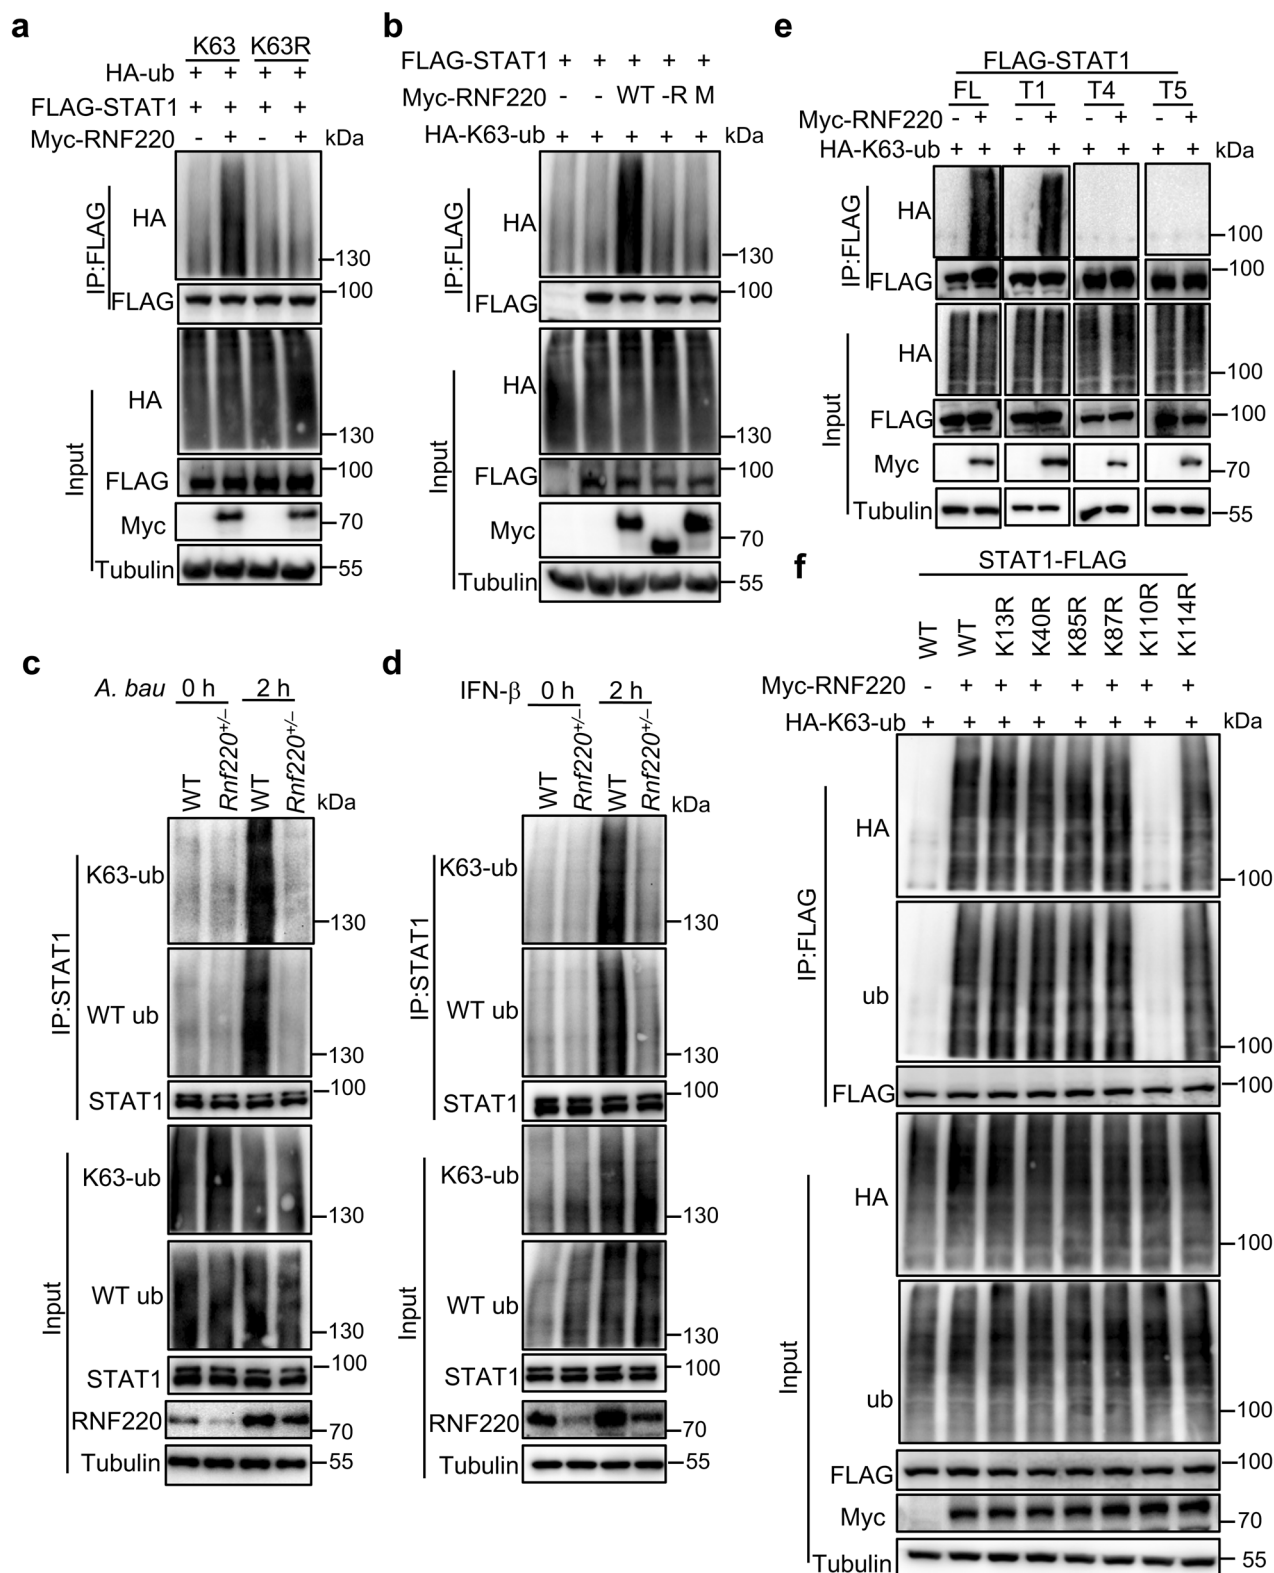 a
K63 K63R
HA-ub + + + +
FLAG-STAT1 + + + +
Myc-RNF220 - + - + kDa
IP:FLAG
HA
130
FLAG
100
Input
HA
130
FLAG
100
Myc
70
Tubulin
55
b
FLAG-STAT1 + + + + +
Myc-RNF220 - - WT -R M
HA-K63-ub + + + + +
IP:FLAG
HA
130
FLAG
100
Input
HA
130
FLAG
100
Myc
70
Tubulin
55
e
FLAG-STAT1
FL T1 T4 T5
Myc-RNF220 - + - + - + - +
HA-K63-ub + + + + + + + + kDa
IP:FLAG
HA
100
FLAG
100
Input
HA
100
FLAG
100
Myc
70
Tubulin
55
c
A. bau 0 h 2 h
WT Rnf220+/− WT Rnf220+/− kDa
IP:STAT1
K63-ub
130
WT ub
130
STAT1
100
Input
K63-ub
130
WT ub
130
STAT1
100
RNF220
70
Tubulin
55
d
IFN-β 0 h 2 h
WT Rnf220+/− WT Rnf220+/− kDa
IP:STAT1
K63-ub
130
WT ub
130
STAT1
100
Input
K63-ub
130
WT ub
130
STAT1
100
RNF220
70
Tubulin
55
f
STAT1-FLAG
WT WT K13R K40R K85R K87R K110R K114R
Myc-RNF220 - + + + + + + +
HA-K63-ub + + + + + + + + kDa
IP:FLAG
HA
100
ub
100
FLAG
100
Input
HA
100
ub
100
FLAG
100
Myc
70
Tubulin
55